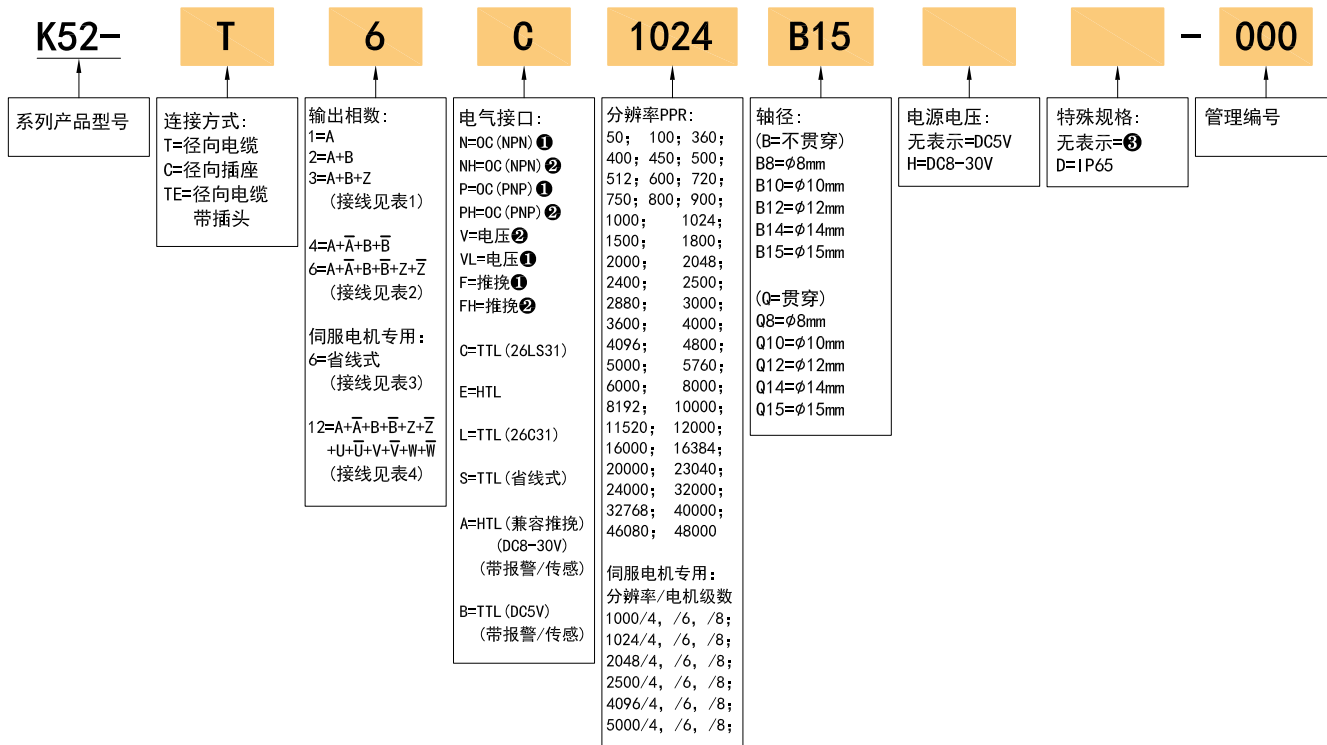 K52- T 6 C 1024 B15 - 000
系列产品型号
连接方式:
T=径向电缆
C=径向插座
TE=径向电缆
带插头
输出相数:
1=A
2=A+B
3=A+B+Z
(接线见表1)
4=A+A̅+B+B̅
6=A+A̅+B+B̅+Z+Z̅
(接线见表2)
伺服电机专用:
6=省线式
(接线见表3)
12=A+A̅+B+B̅+Z+Z̅
+U+U̅+V+V̅+W+W̅
(接线见表4)
电气接口:
N=OC(NPN)❶
NH=OC(NPN)❷
P=OC(PNP)❶
PH=OC(PNP)❷
V=电压❷
VL=电压❶
F=推挽❶
FH=推挽❷
C=TTL(26LS31)
E=HTL
L=TTL(26C31)
S=TTL(省线式)
A=HTL(兼容推挽)
(DC8-30V)
(带报警/传感)
B=TTL(DC5V)
(带报警/传感)
分辨率PPR:
50; 100; 360;
400; 450; 500;
512; 600; 720;
750; 800; 900;
1000; 1024;
1500; 1800;
2000; 2048;
2400; 2500;
2880; 3000;
3600; 4000;
4096; 4800;
5000; 5760;
6000; 8000;
8192; 10000;
11520; 12000;
16000; 16384;
20000; 23040;
24000; 32000;
32768; 40000;
46080; 48000
伺服电机专用:
分辨率/电机级数
1000/4, /6, /8;
1024/4, /6, /8;
2048/4, /6, /8;
2500/4, /6, /8;
4096/4, /6, /8;
5000/4, /6, /8;
轴径:
(B=不贯穿)
B8=φ8mm
B10=φ10mm
B12=φ12mm
B14=φ14mm
B15=φ15mm
(Q=贯穿)
Q8=φ8mm
Q10=φ10mm
Q12=φ12mm
Q14=φ14mm
Q15=φ15mm
电源电压:
无表示=DC5V
H=DC8-30V
特殊规格:
无表示=❸
D=IP65
管理编号